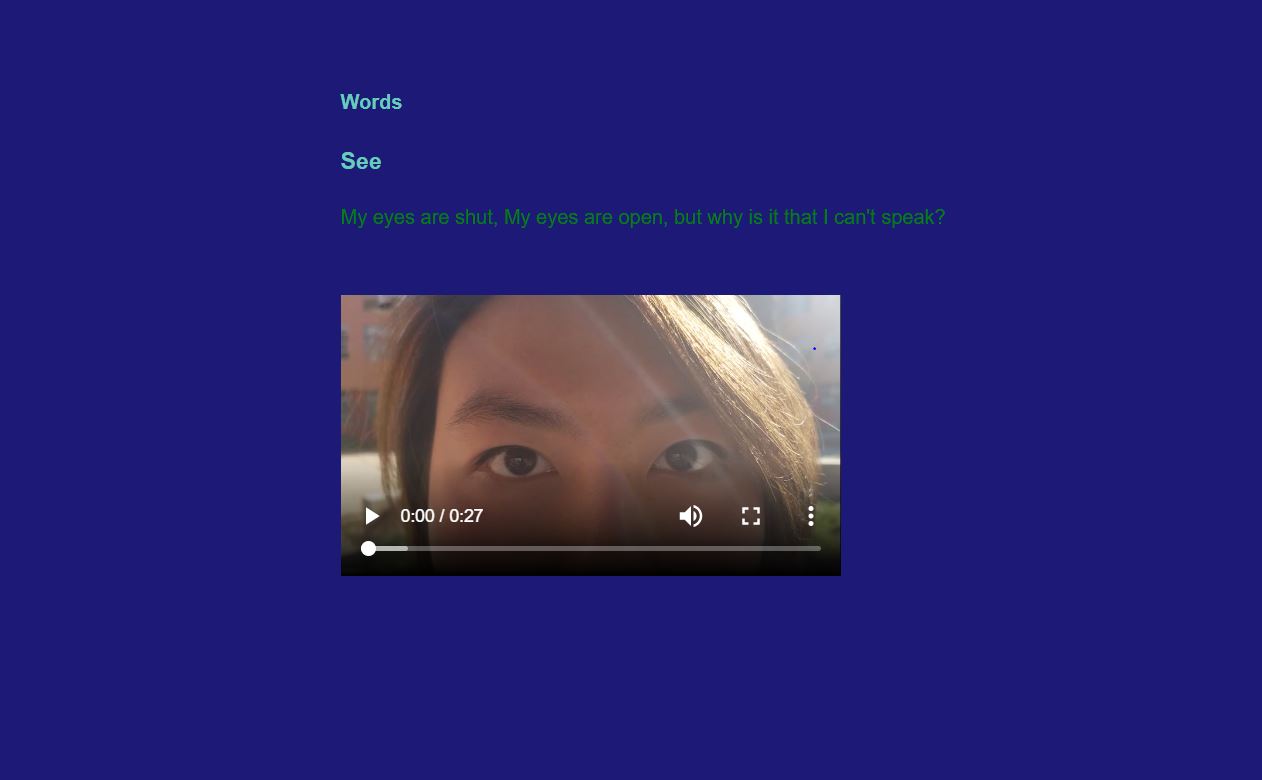 Words
See
My eyes are shut, My eyes are open, but why is it that I can't speak?
0:00 / 0:27